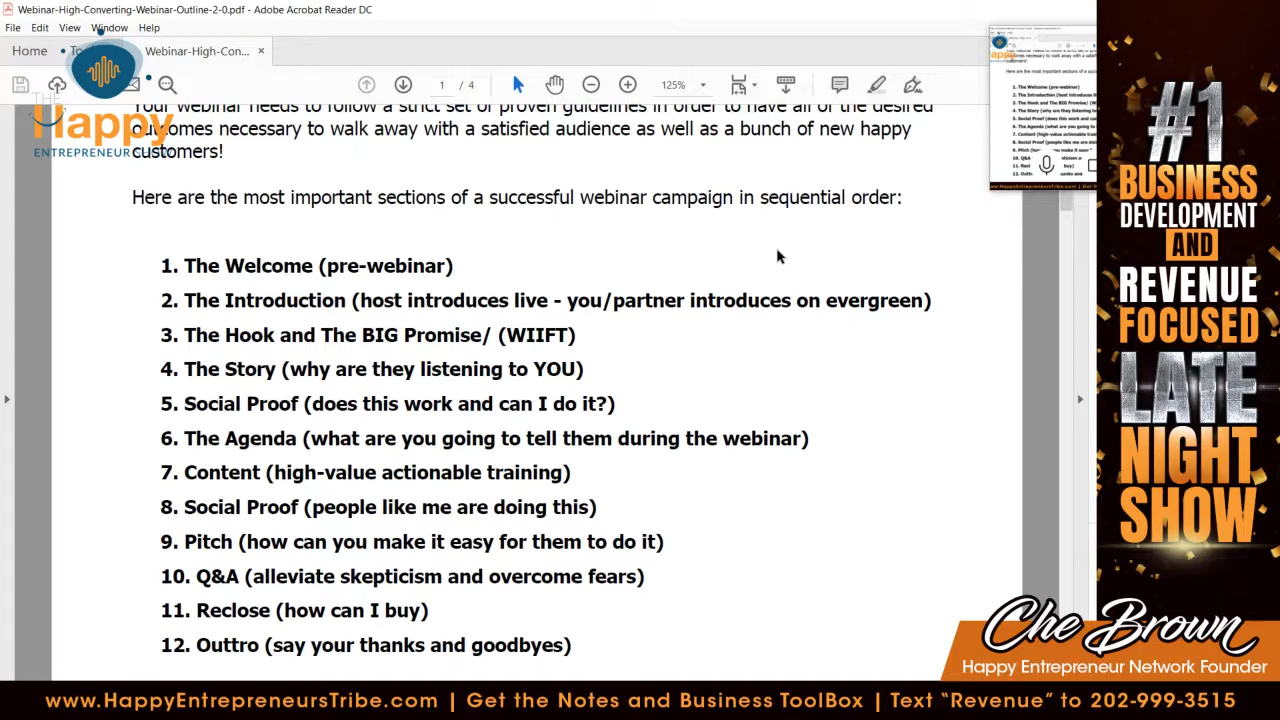 Webinar-High-Converting-Webinar-Outline-2-0.pdf - Adobe Acrobat Reader DC
File Edit View Window Help
Home
Webinar-High-Con... ×
1 / 4
125%
Happy
ENTREPRENEUR
Your webinar needs to strict set of proven guidelines in order to have all of the desired
outcomes necessary to walk away with a satisfied audience as well as a bunch of new happy
customers!
Here are the most important sections of a successful webinar campaign in sequential order:
1. The Welcome (pre-webinar)
2. The Introduction (host introduces live - you/partner introduces on evergreen)
3. The Hook and The BIG Promise/ (WIIFT)
4. The Story (why are they listening to YOU)
5. Social Proof (does this work and can I do it?)
6. The Agenda (what are you going to tell them during the webinar)
7. Content (high-value actionable training)
8. Social Proof (people like me are doing this)
9. Pitch (how can you make it easy for them to do it)
10. Q&A (alleviate skepticism and overcome fears)
11. Reclose (how can I buy)
12. Outtro (say your thanks and goodbyes)
#1
BUSINESS
DEVELOPMENT
AND
REVENUE
FOCUSED
LATE
NIGHT
SHOW
Che Brown
Happy Entrepreneur Network Founder
www.HappyEntrepreneursTribe.com | Get the Notes and Business ToolBox | Text “Revenue” to 202-999-3515